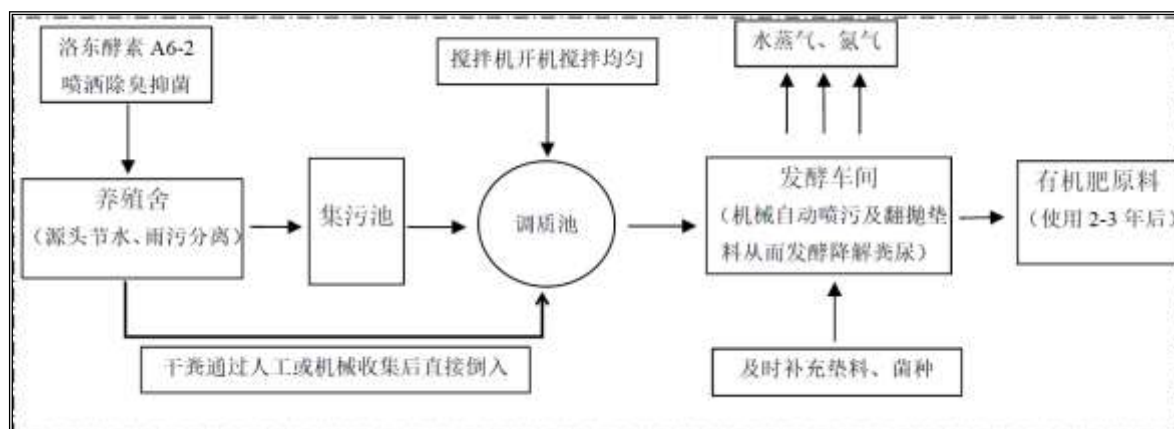 洛东酵素 A6-2
喷洒除臭抑菌
搅拌机开机搅拌均匀
水蒸气、氨气
养殖舍
（源头节水、雨污分离）
集污池
调质池
发酵车间
（机械自动喷污及翻抛垫
料从而发酵降解粪尿）
有机肥原料
（使用 2-3 年后）
干粪通过人工或机械收集后直接倒入
及时补充垫料、菌种